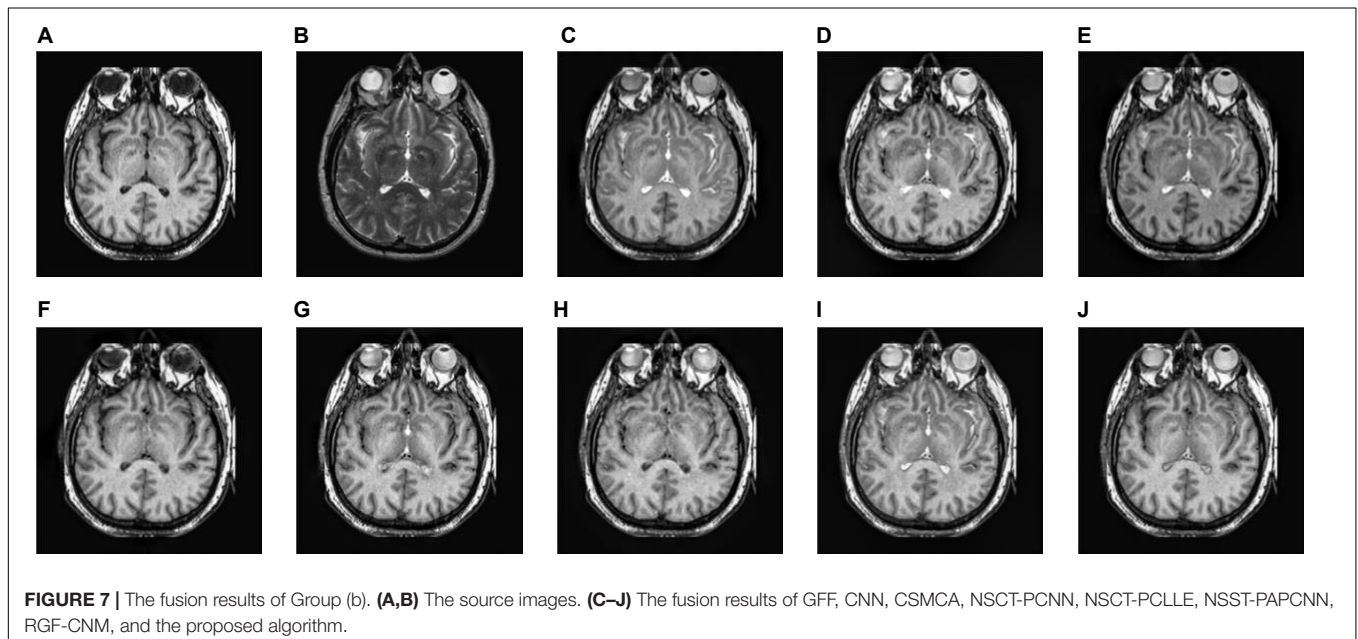 A B C D E
F G H I J
FIGURE 7 | The fusion results of Group (b). (A,B) The source images. (C–J) The fusion results of GFF, CNN, CSMCA, NSCT-PCNN, NSCT-PCLLE, NSST-PAPCNN,
RGF-CNM, and the proposed algorithm.